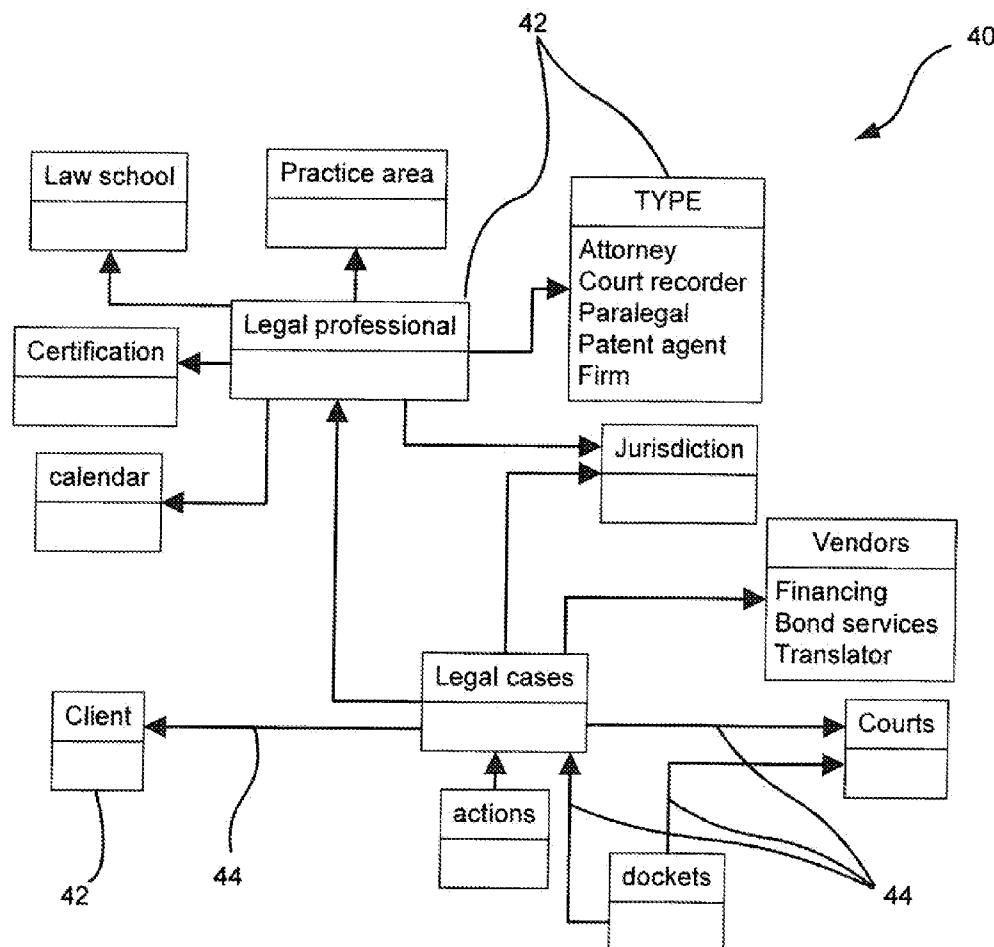 42
40
Law school
Practice area
TYPE
Attorney
Court recorder
Paralegal
Patent agent
Firm
Legal professional
Certification
calendar
Jurisdiction
Vendors
Financing
Bond services
Translator
Legal cases
Client
Courts
actions
dockets
42
44
44